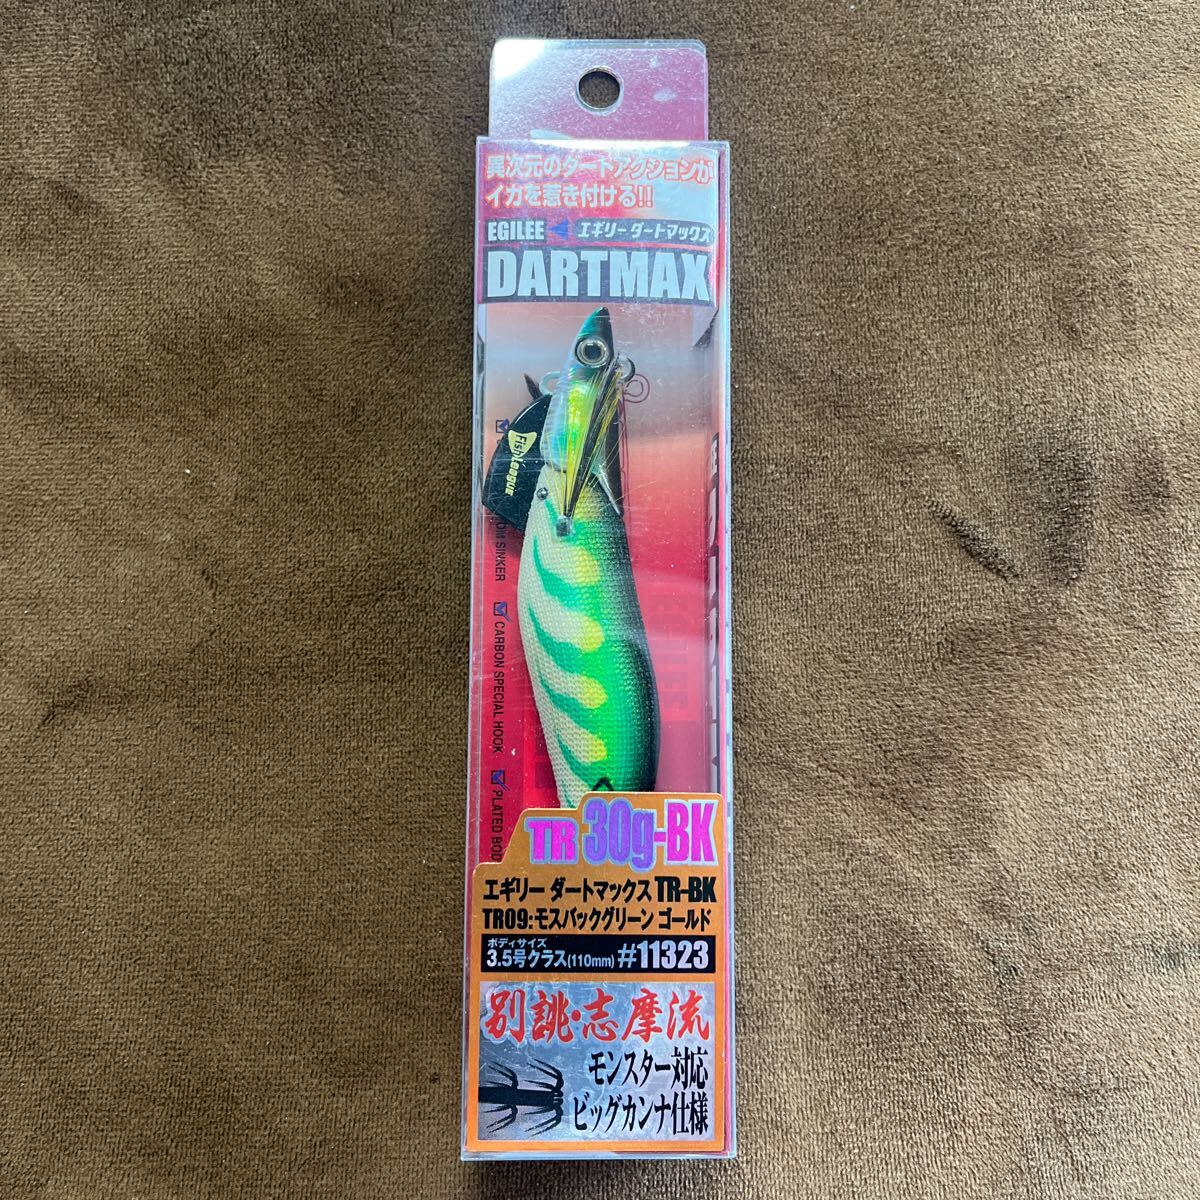 異次元のダートアクションが
イカを惹き付ける!!
EGILEE エギリー ダートマックス
DARTMAX
FishLeague
SINKER
CARBON SPECIAL HOOK
PLATED BOD
TR 30g-BK
エギリー ダートマックス TR-BK
TR09:モスバックグリーン ゴールド
ボディサイズ
3.5号クラス(110mm) #11323
別誂・志摩流
モンスター対応
ビッグカンナ仕様